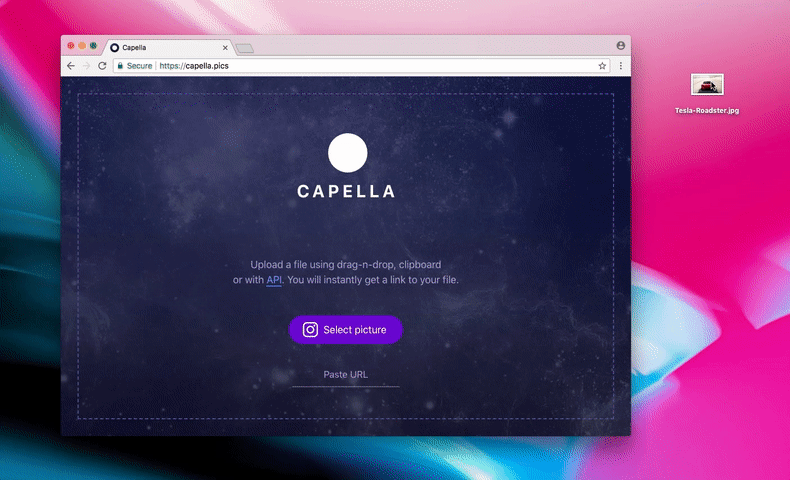 Capella
Secure https://capella.pics
Tesla-Roadster.jpg
CAPELLA
Upload a file using drag-n-drop, clipboard
or with API. You will instantly get a link to your file.
Select picture
Paste URL